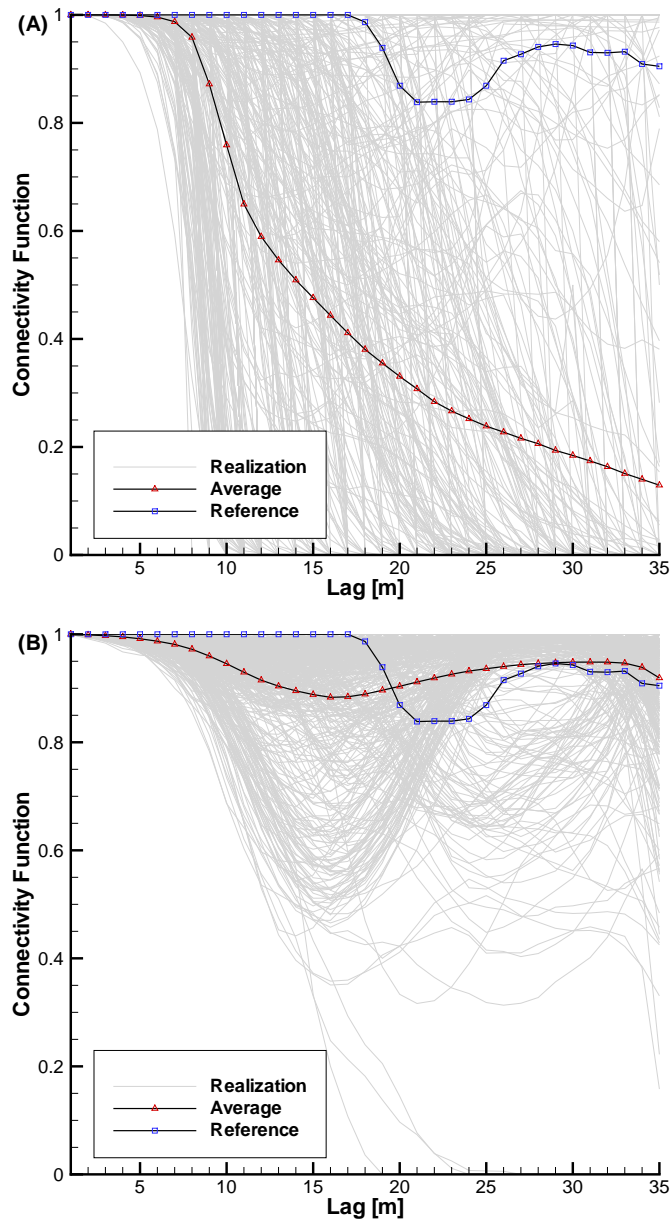 (A)
1
0.8
0.6
0.4
0.2
0
Connectivity Function
Realization
Average
Reference
5 10 15 20 25 30 35
Lag [m]
(B)
1
0.8
0.6
0.4
0.2
0
Connectivity Function
Realization
Average
Reference
5 10 15 20 25 30 35
Lag [m]